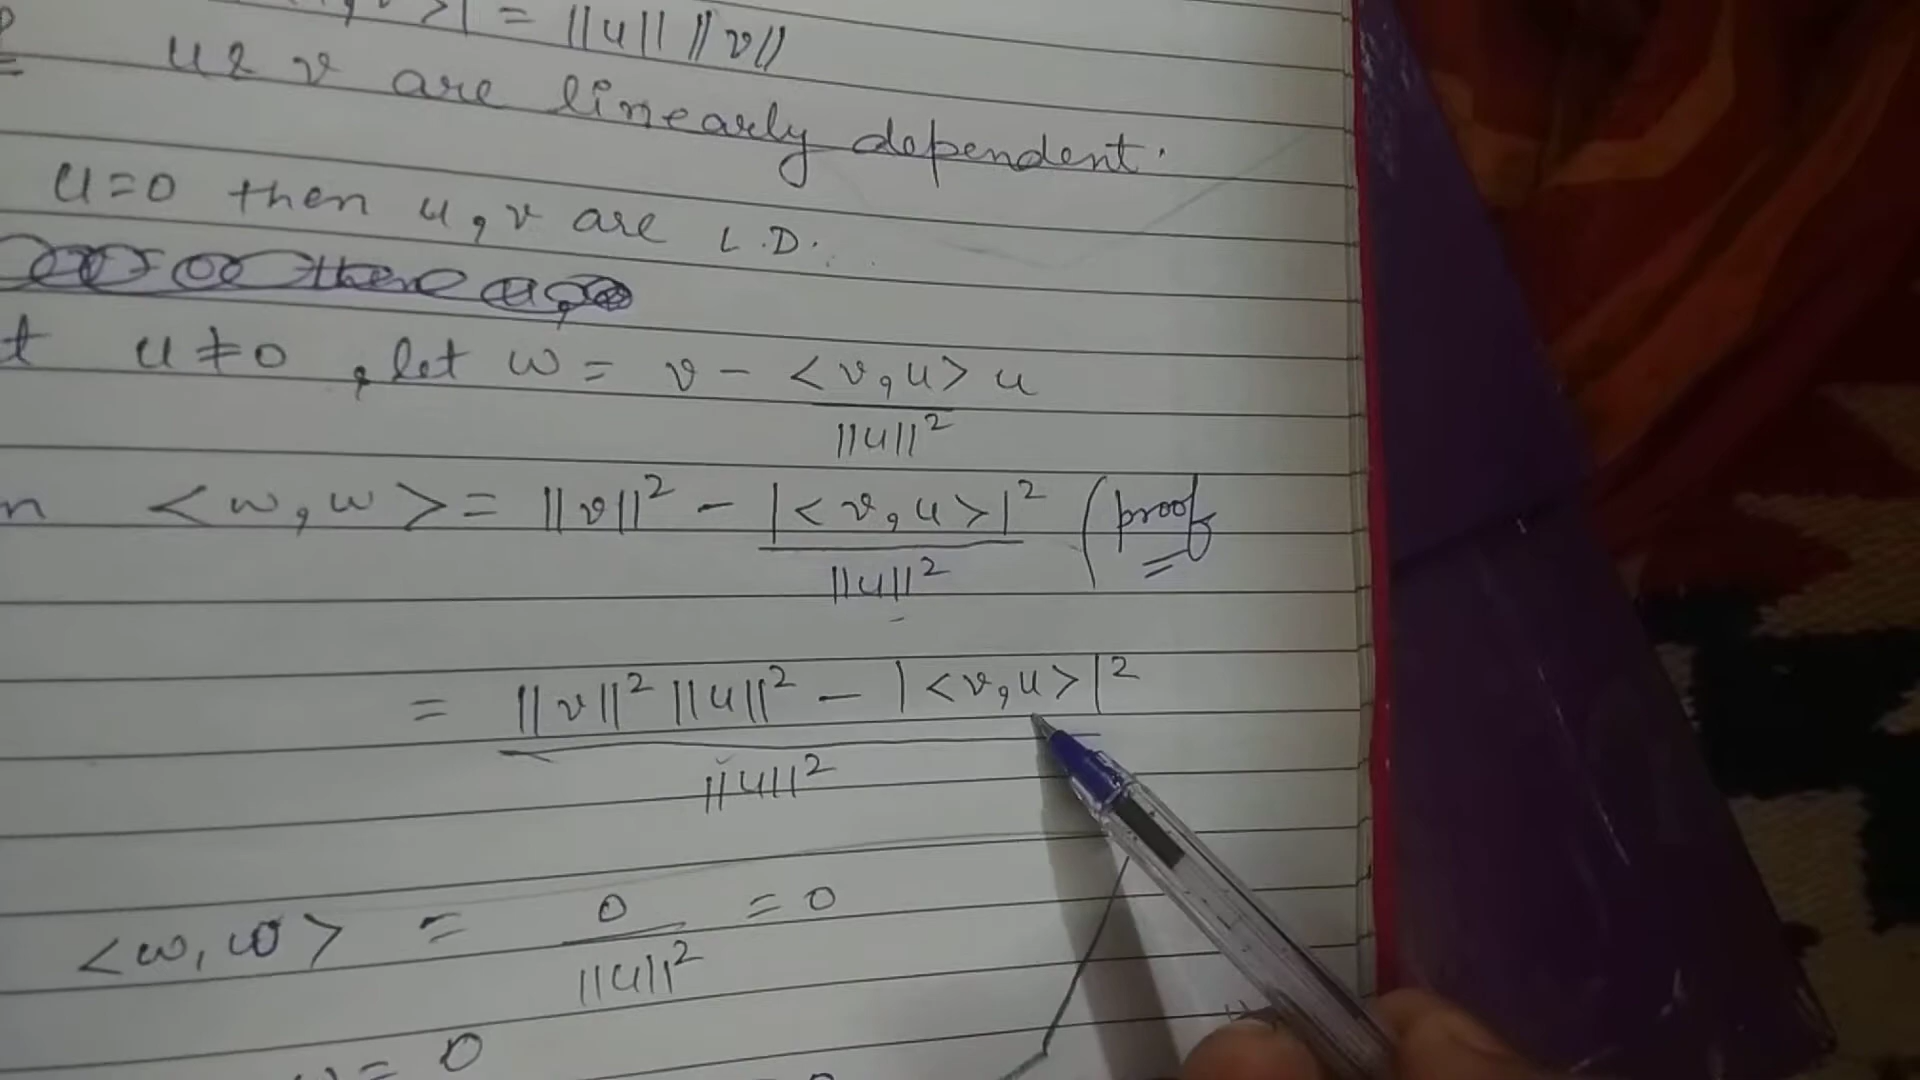 >| = ||u|| ||v||
u & v are linearly dependent.
u=0 then u, v are L.D.
u≠0, let w = v - <v, u> u
||u||²
<w, w> = ||v||² - |<v, u>|² (proof
||u||²
= ||v||² ||u||² - |<v, u>|²
||u||²
<w, w> = 0 = 0
||u||²
= 0